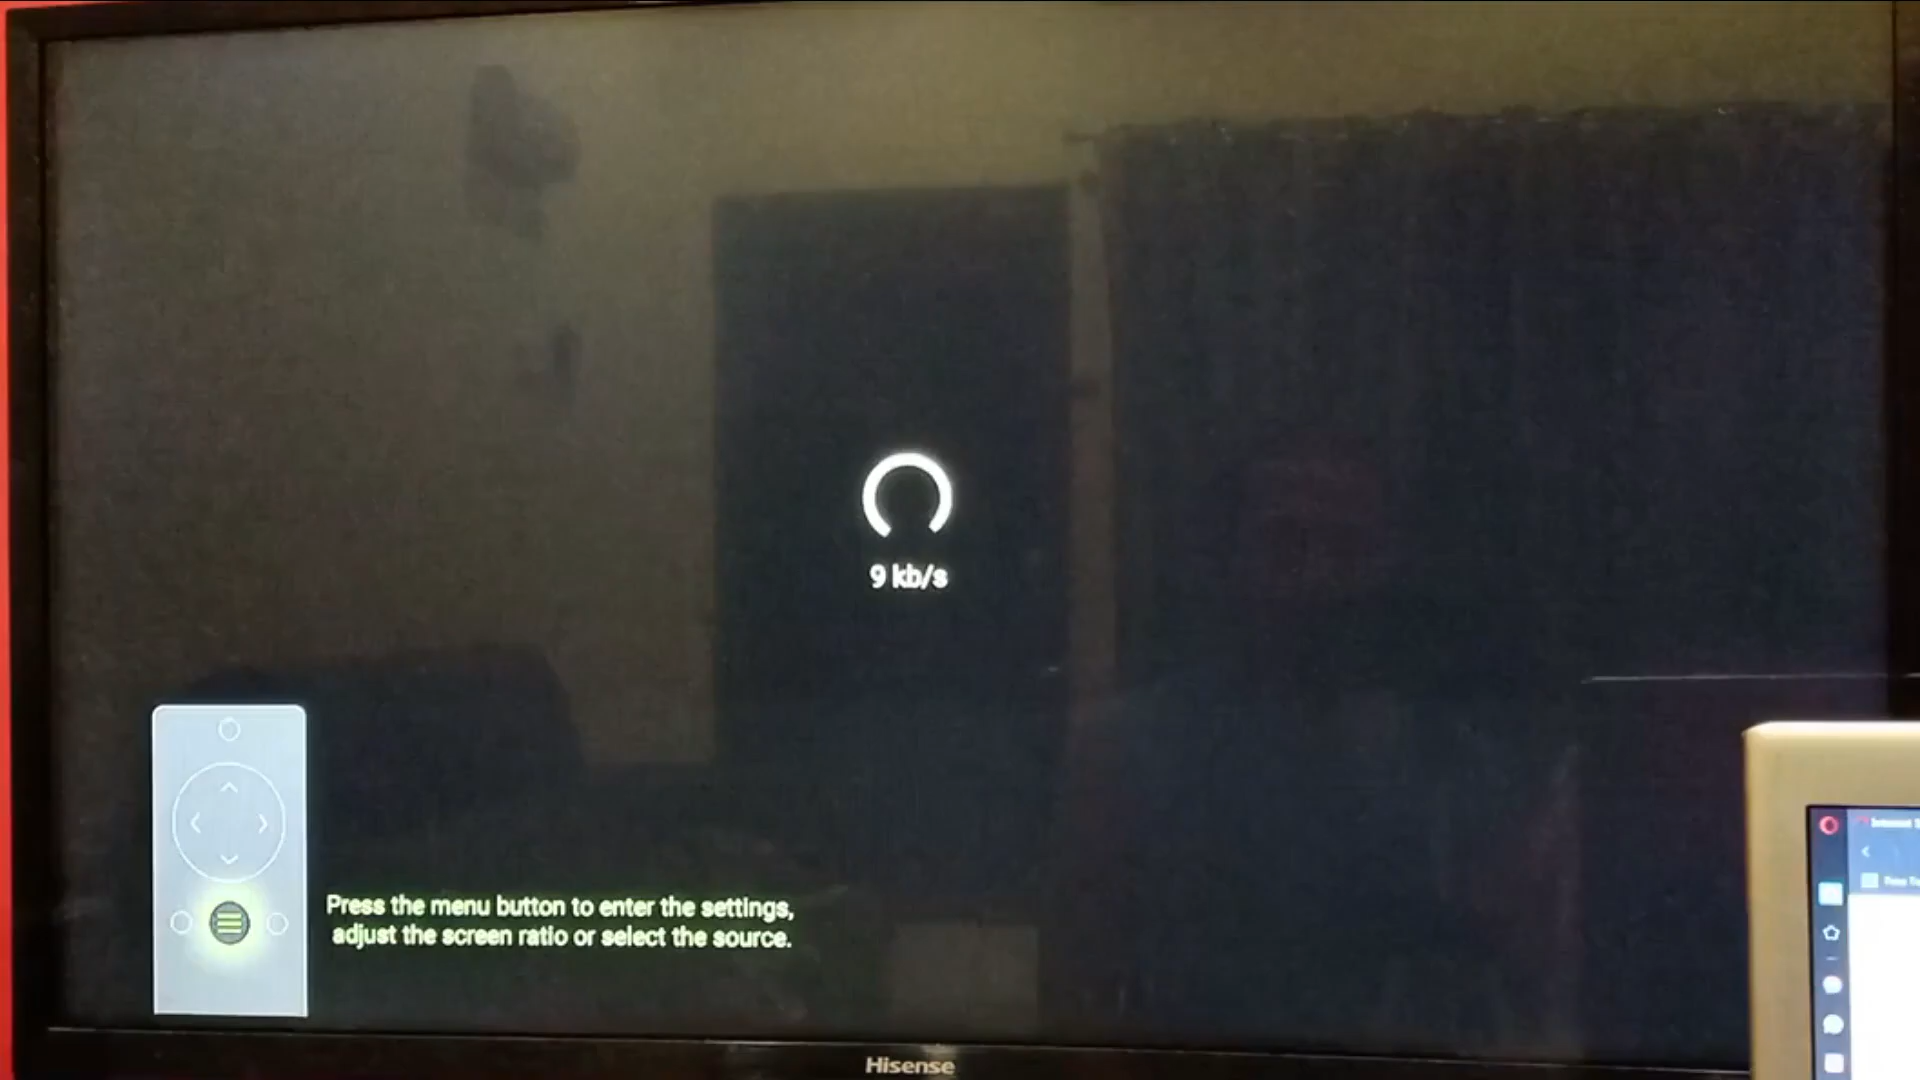 9 kb/s
Press the menu button to enter the settings,
adjust the screen ratio or select the source.
Hisense